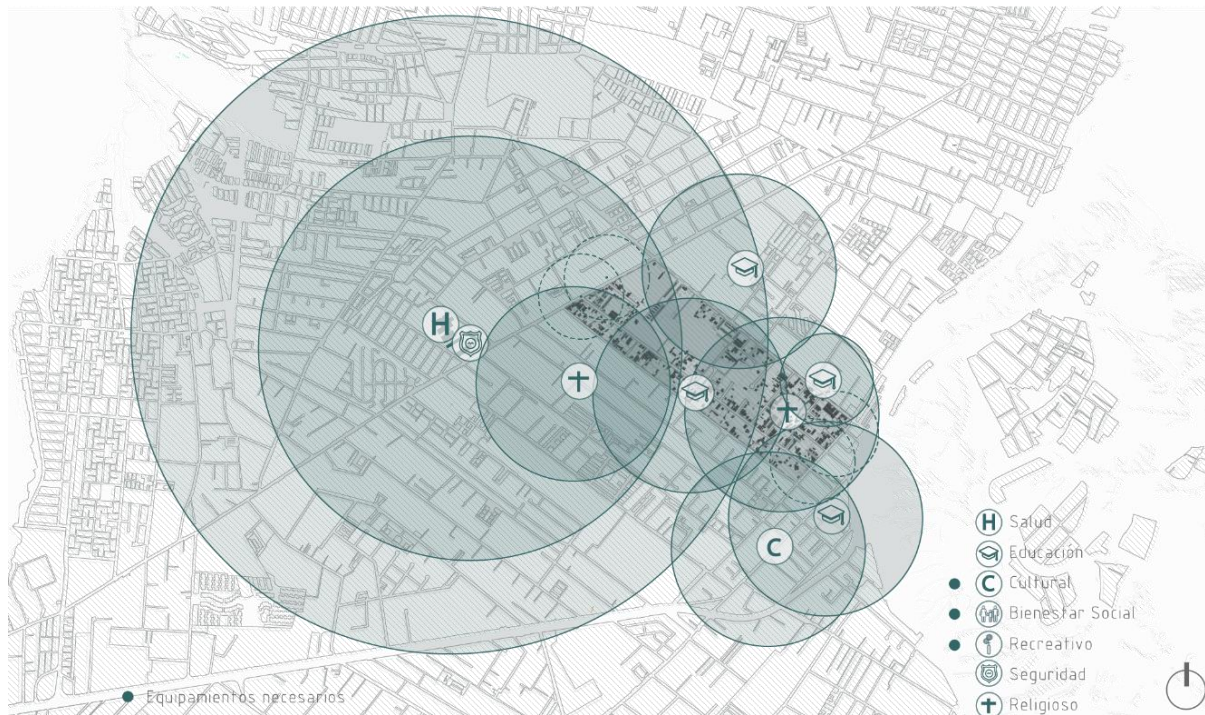 H
C
H Salud
Educación
C Cultural
Bienestar Social
Recreativo
Seguridad
Religioso
Equipamientos necesarios